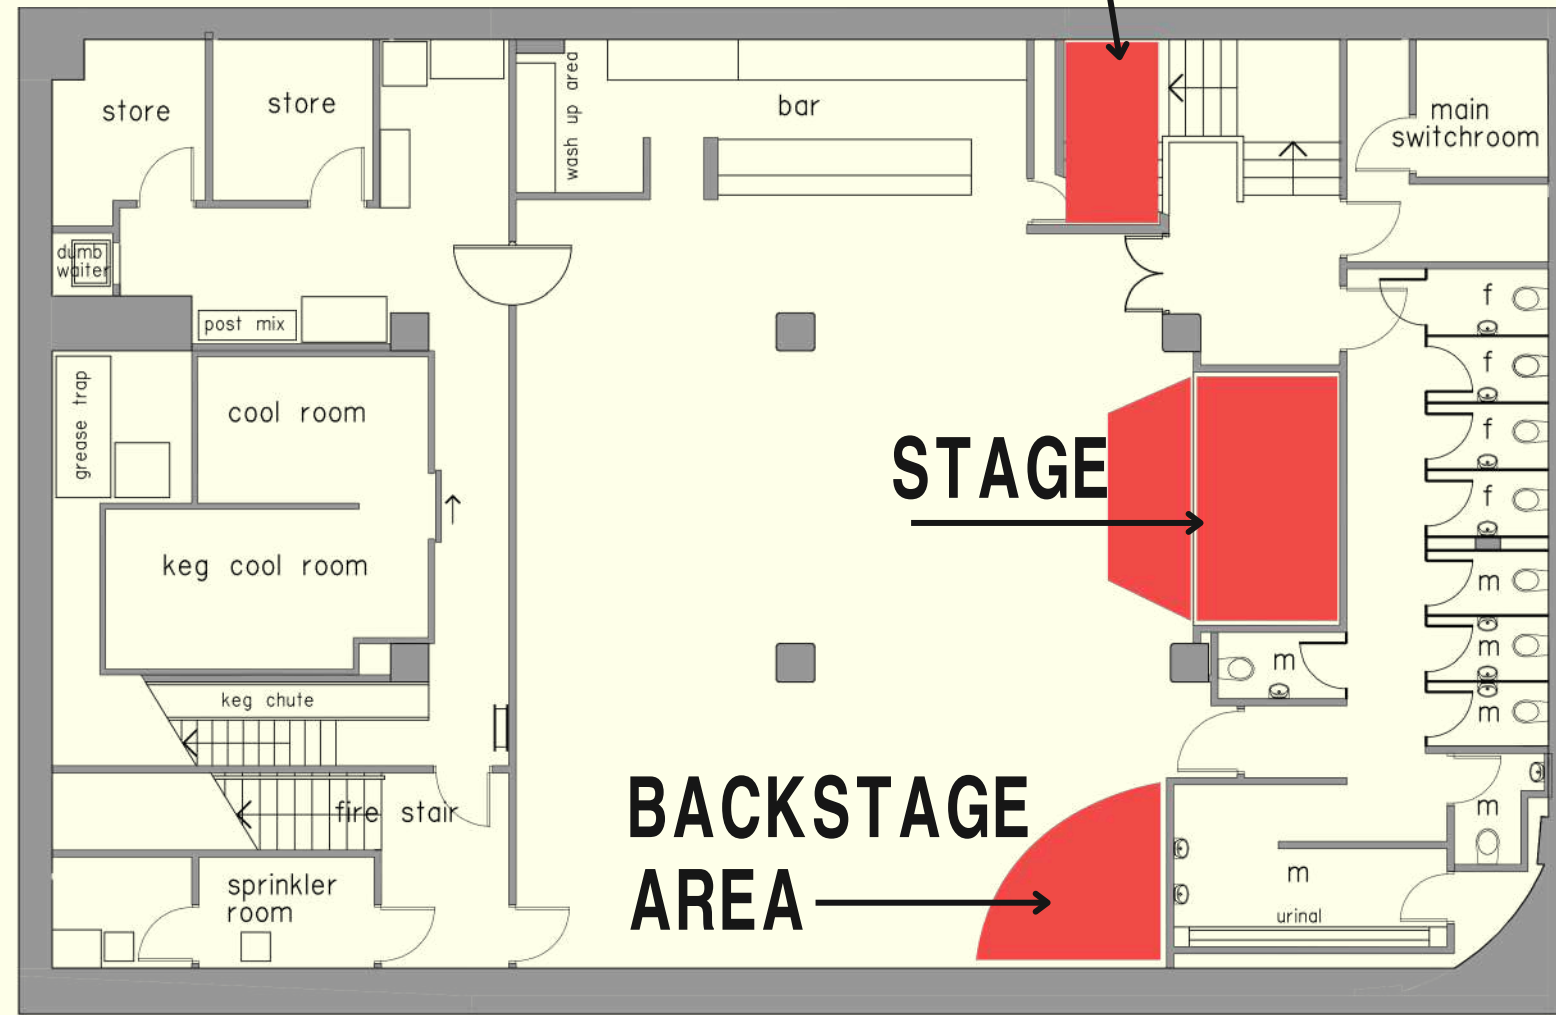 store
store
wash up area
bar
main
switchroom
dumb
waiter
f
post mix
f
grease trap
cool room
f
STAGE
f
keg cool room
m
m
m
keg chute
m
BACKSTAGE
AREA
fire stair
m
sprinkler
room
m
urinal